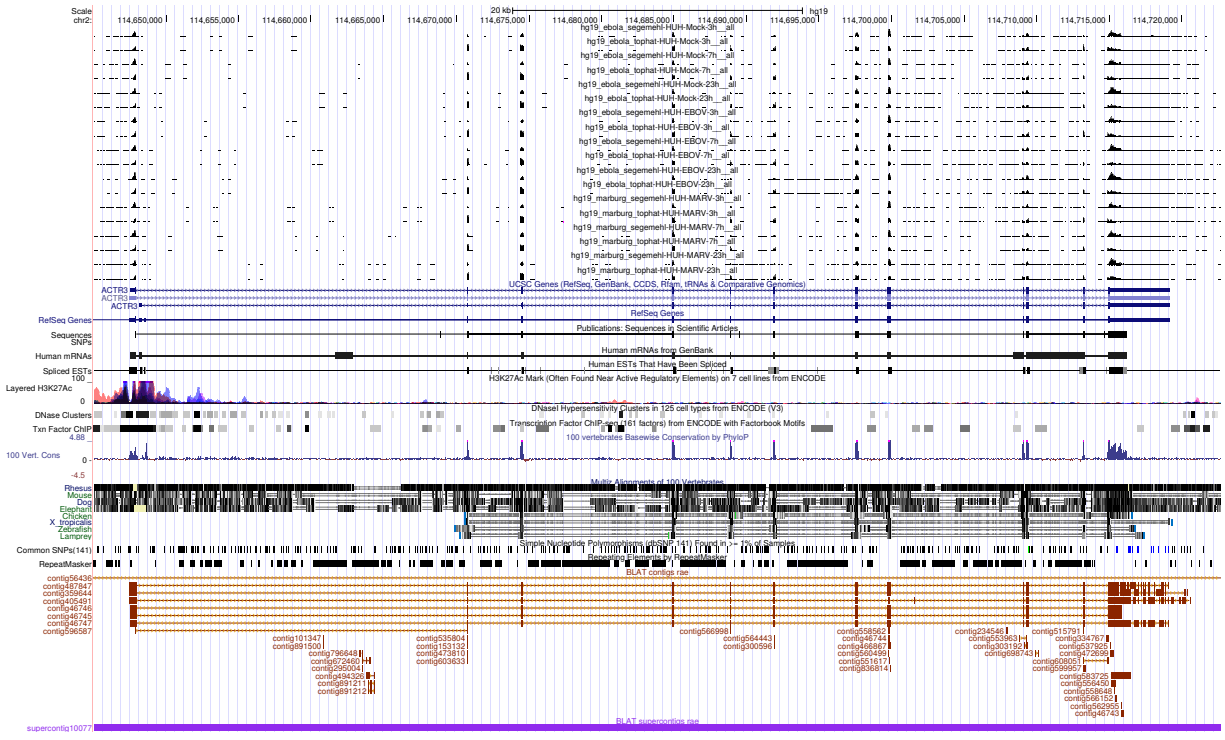 Scale 20 kb hg19
chr2: 114,650,000 114,655,000 114,660,000 114,665,000 114,670,000 114,675,000 114,680,000 114,685,000 114,690,000 114,695,000 114,700,000 114,705,000 114,710,000 114,715,000 114,720,000
hg19_ebola_segemehl-HUH-Mock-3h__all
hg19_ebola_tophat-HUH-Mock-3h__all
hg19_ebola_segemehl-HUH-Mock-7h__all
hg19_ebola_tophat-HUH-Mock-7h__all
hg19_ebola_segemehl-HUH-Mock-23h__all
hg19_ebola_tophat-HUH-Mock-23h__all
hg19_ebola_segemehl-HUH-EBOV-3h__all
hg19_ebola_tophat-HUH-EBOV-3h__all
hg19_ebola_segemehl-HUH-EBOV-7h__all
hg19_ebola_tophat-HUH-EBOV-7h__all
hg19_ebola_segemehl-HUH-EBOV-23h__all
hg19_ebola_tophat-HUH-EBOV-23h__all
hg19_marburg_segemehl-HUH-MARV-3h__all
hg19_marburg_tophat-HUH-MARV-3h__all
hg19_marburg_segemehl-HUH-MARV-7h__all
hg19_marburg_tophat-HUH-MARV-7h__all
hg19_marburg_segemehl-HUH-MARV-23h__all
hg19_marburg_tophat-HUH-MARV-23h__all
UCSC Genes (RefSeq, GenBank, CCDS, Rfam, tRNAs & Comparative Genomics)
ACTR3
ACTR3
ACTR3
RefSeq Genes
RefSeq Genes
Publications: Sequences in Scientific Articles
Sequences
SNPs
Human mRNAs from GenBank
Human mRNAs
Human ESTs That Have Been Spliced
Spliced ESTs
H3K27Ac Mark (Often Found Near Active Regulatory Elements) on 7 cell lines from ENCODE
100
Layered H3K27Ac
0
DNaseI Hypersensitivity Clusters in 125 cell types from ENCODE (V3)
DNase Clusters
Transcription Factor ChIP-seq (161 factors) from ENCODE with Factorbook Motifs
Txn Factor ChIP
100 vertebrates Basewise Conservation by PhyloP
4.88
100 Vert. Cons
0
-4.5
Multiz Alignments of 100 Vertebrates
Rhesus
Mouse
Dog
Elephant
Chicken
X_tropicalis
Zebrafish
Lamprey
Simple Nucleotide Polymorphisms (dbSNP 141) Found in >= 1% of Samples
Common SNPs(141)
Repeating Elements by RepeatMasker
RepeatMasker
BLAT contigs rae
contig56436
contig487847
contig359644
contig405491
contig46746
contig46745
contig46747
contig596587 contig566998 contig558562 contig234546 contig515791
contig101347 contig535804 contig564443 contig46744 contig553963 contig334767
contig891500 contig153132 contig300596 contig466867 contig303192 contig537925
contig796648 contig473810 contig560499 contig698743 contig472699
contig672460 contig603633 contig551617 contig608051
contig295004 contig836814 contig599957
contig494326 contig583725
contig891211 contig556450
contig891212 contig558648
contig566152
contig562955
contig46743
BLAT supercontigs rae
supercontig10077